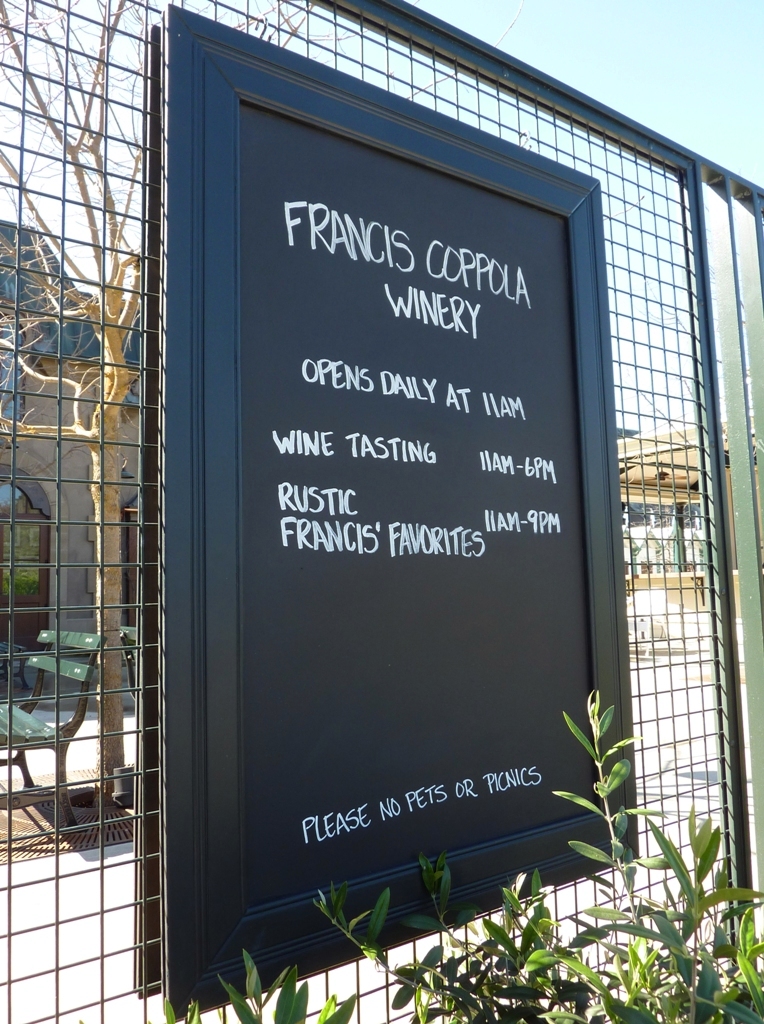 FRANCIS COPPOLA
WINERY
OPENS DAILY AT 11AM
WINE TASTING 11AM-6PM
RUSTIC
FRANCIS' FAVORITES 11AM-9PM
PLEASE NO PETS OR PICNICS